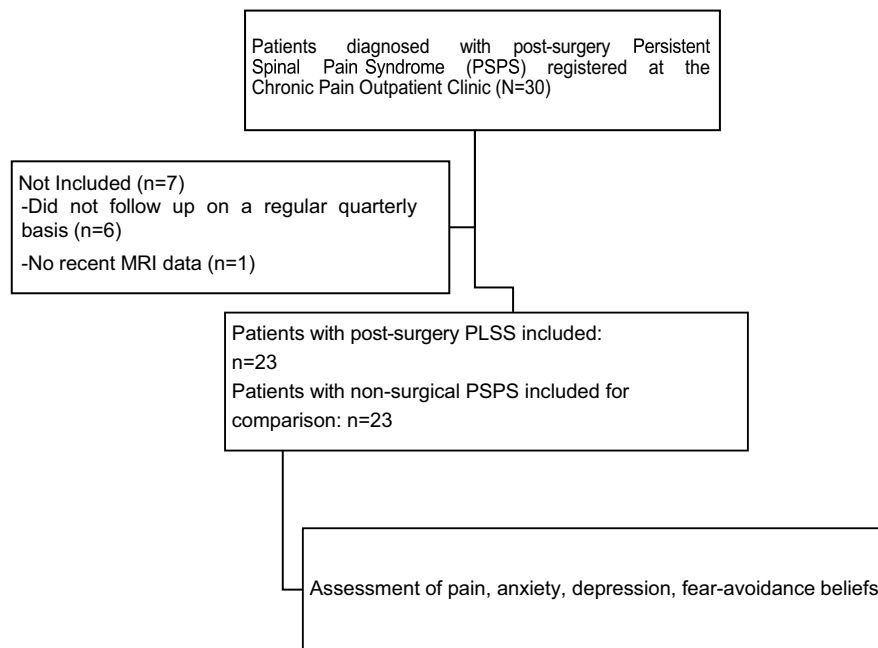 Patients diagnosed with post-surgery Persistent
Spinal Pain Syndrome (PSPS) registered at the
Chronic Pain Outpatient Clinic (N=30)
Not Included (n=7)
-Did not follow up on a regular quarterly
basis (n=6)
-No recent MRI data (n=1)
Patients with post-surgery PLSS included:
n=23
Patients with non-surgical PSPS included for
comparison: n=23
Assessment of pain, anxiety, depression, fear-avoidance beliefs